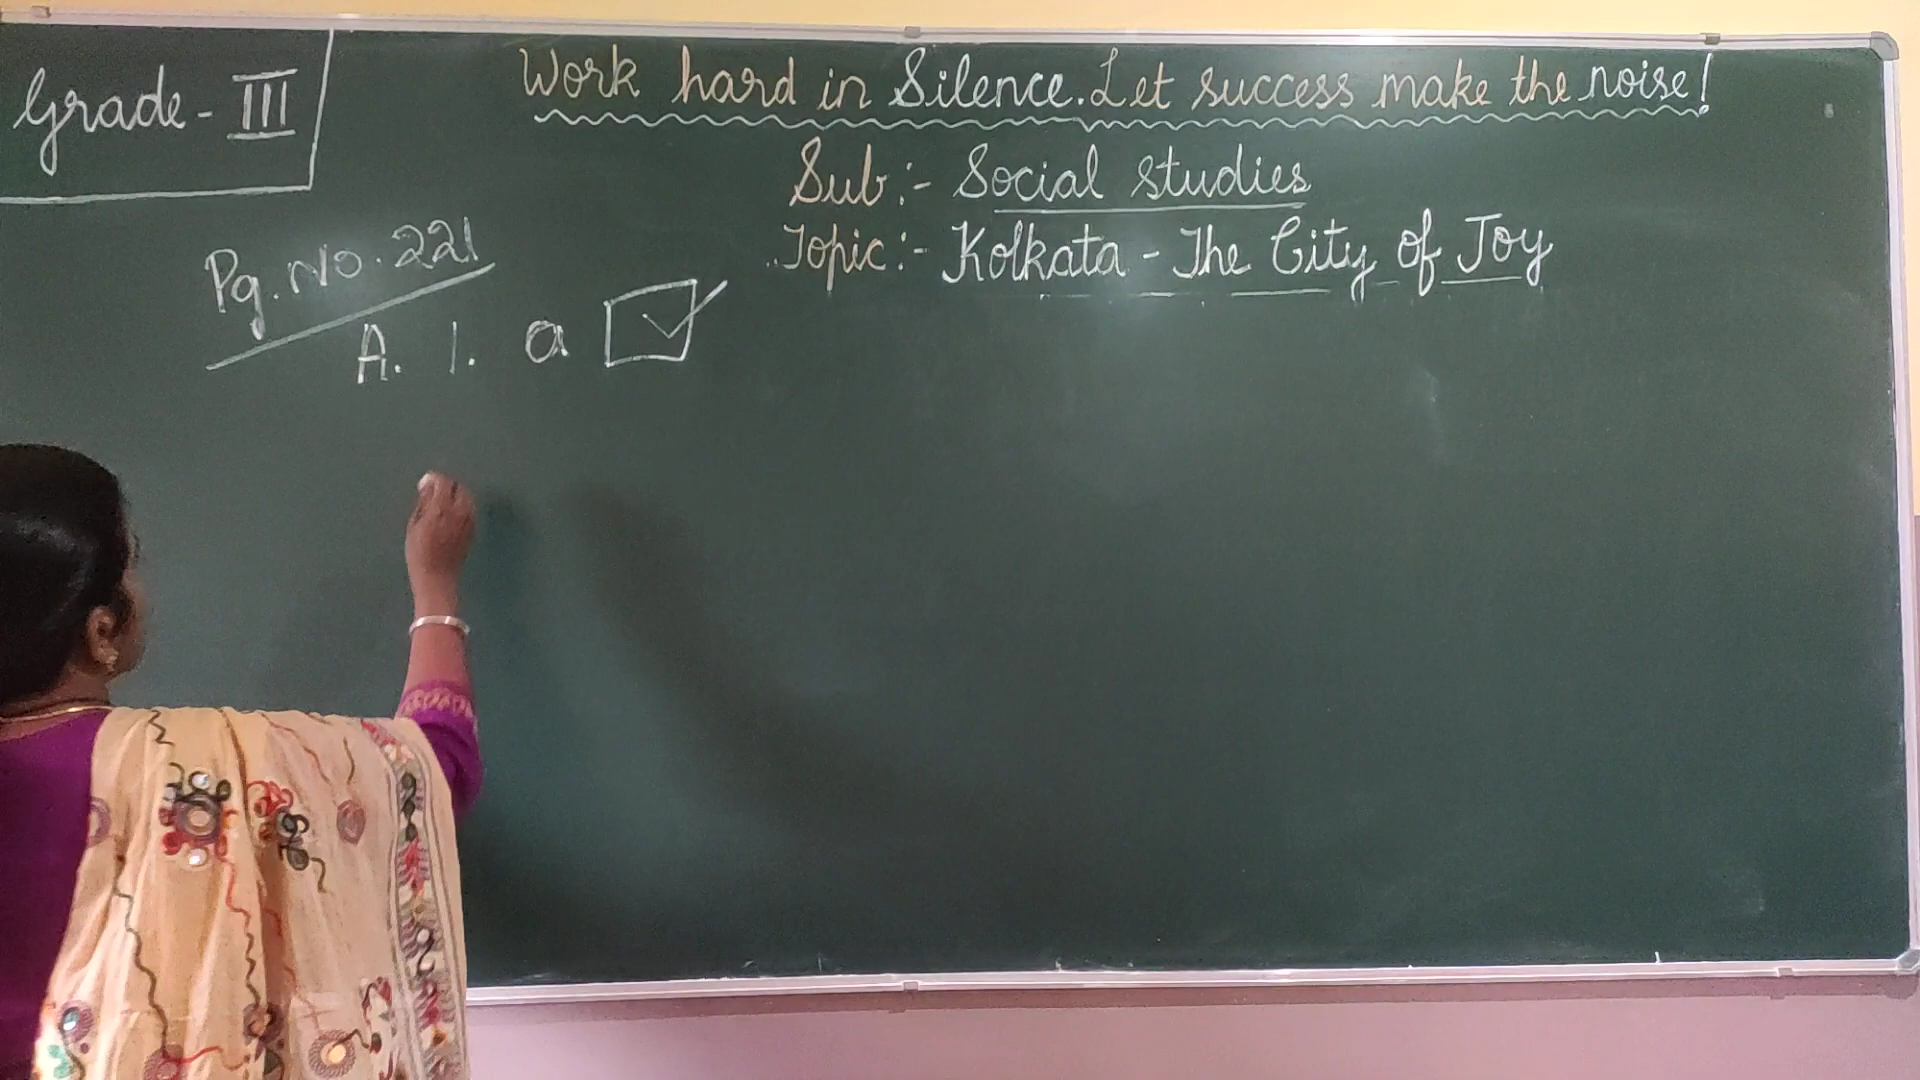 Grade - III
Work hard in Silence. Let success make the noise!
Sub:- Social studies
Topic:- Kolkata - The City of Joy
Pg. No. 221
A. 1. a ☑